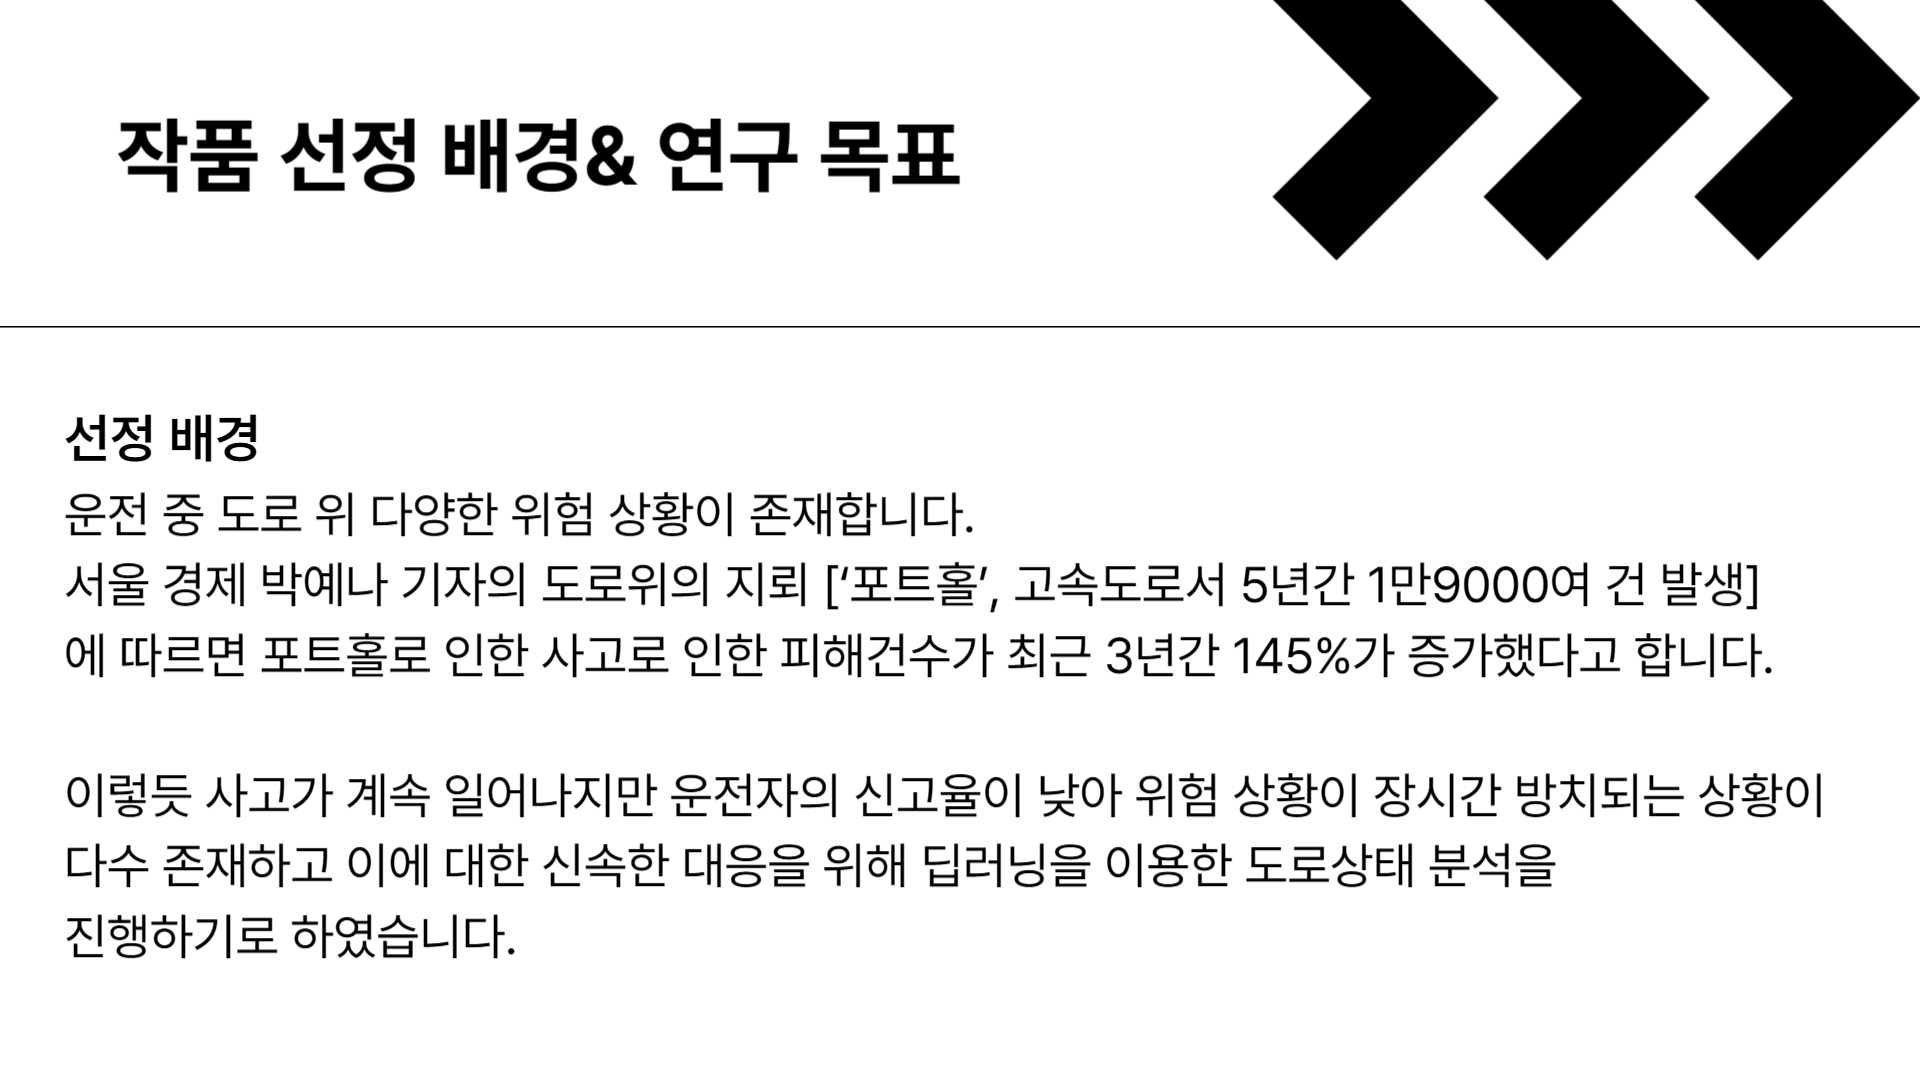 작품 선정 배경& 연구 목표
선정 배경
운전 중 도로 위 다양한 위험 상황이 존재합니다.
서울 경제 박예나 기자의 도로위의 지뢰 [‘포트홀’, 고속도로서 5년간 1만9000여 건 발생]
에 따르면 포트홀로 인한 사고로 인한 피해건수가 최근 3년간 145%가 증가했다고 합니다.
이렇듯 사고가 계속 일어나지만 운전자의 신고율이 낮아 위험 상황이 장시간 방치되는 상황이
다수 존재하고 이에 대한 신속한 대응을 위해 딥러닝을 이용한 도로상태 분석을
진행하기로 하였습니다.